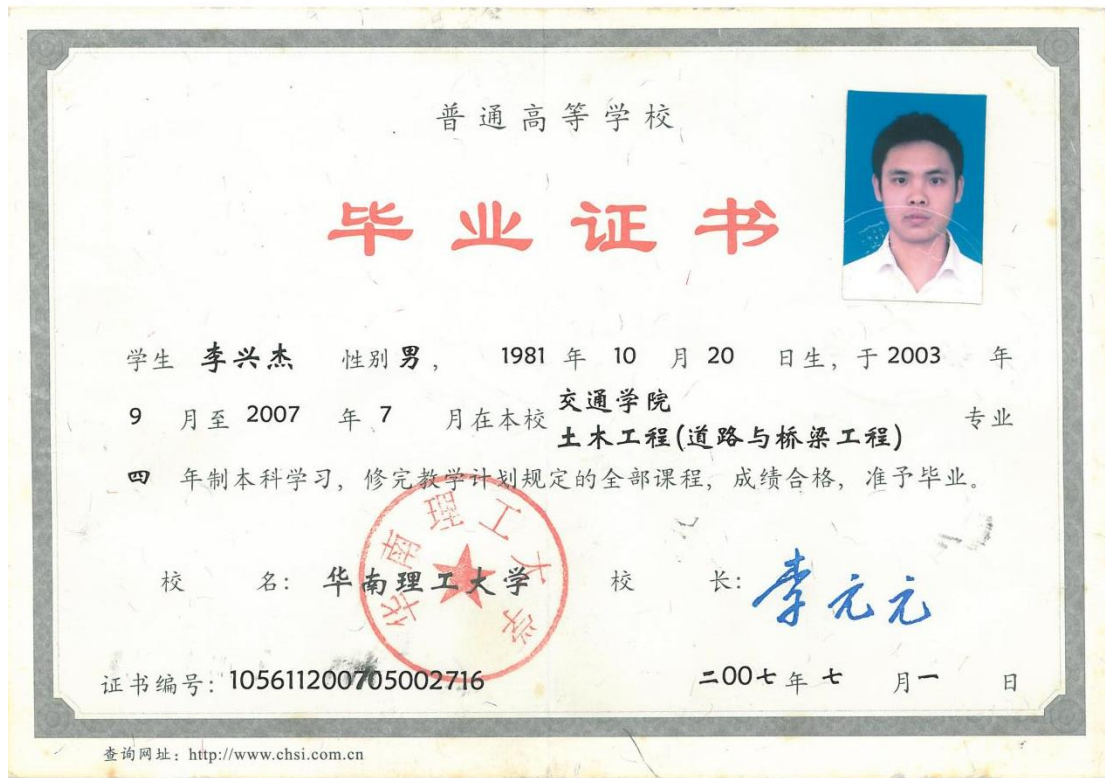 普通高等学校
毕业证书
学生 李兴杰 性别 男， 1981 年 10 月 20 日生，于 2003 年
9 月至 2007 年 7 月在本校 交通学院
土木工程(道路与桥梁工程) 专业
四 年制本科学习，修完教学计划规定的全部课程，成绩合格，准予毕业。
华南理工大学
校 名： 华南理工大学 校 长： 李元元
证书编号： 105611200705002716 二00七 年 七 月 一 日
查询网址：http://www.chsi.com.cn